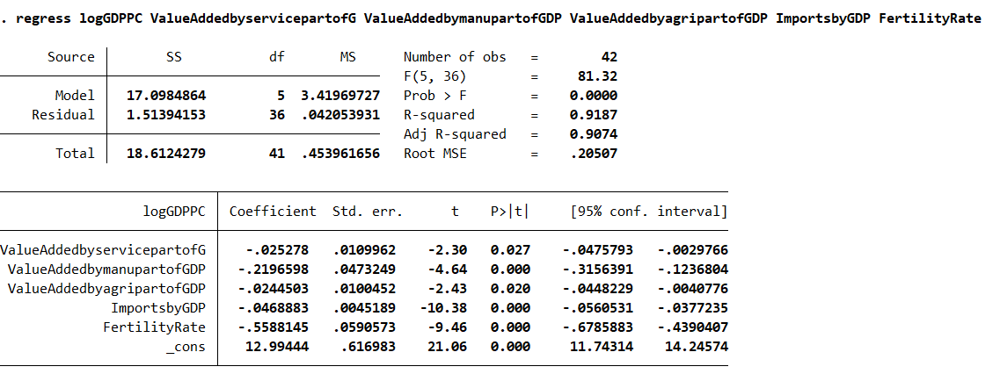 . regress logGDPPC ValueAddedbyservicepartofG ValueAddedbymanupartofGDP ValueAddedbyagripartofGDP ImportsbyGDP FertilityRate
Source SS df MS Number of obs = 42
F(5, 36) = 81.32
Model 17.0984864 5 3.41969727 Prob > F = 0.0000
Residual 1.51394153 36 .042053931 R-squared = 0.9187
Adj R-squared = 0.9074
Total 18.6124279 41 .453961656 Root MSE = .20507
logGDPPC Coefficient Std. err. t P>|t| [95% conf. interval]
ValueAddedbyservicepartofG -.025278 .0109962 -2.30 0.027 -.0475793 -.0029766
ValueAddedbymanupartofGDP -.2196598 .0473249 -4.64 0.000 -.3156391 -.1236804
ValueAddedbyagripartofGDP -.0244503 .0100452 -2.43 0.020 -.0448229 -.0040776
ImportsbyGDP -.0468883 .0045189 -10.38 0.000 -.0560531 -.0377235
FertilityRate -.5588145 .0590573 -9.46 0.000 -.6785883 -.4390407
_cons 12.99444 .616983 21.06 0.000 11.74314 14.24574